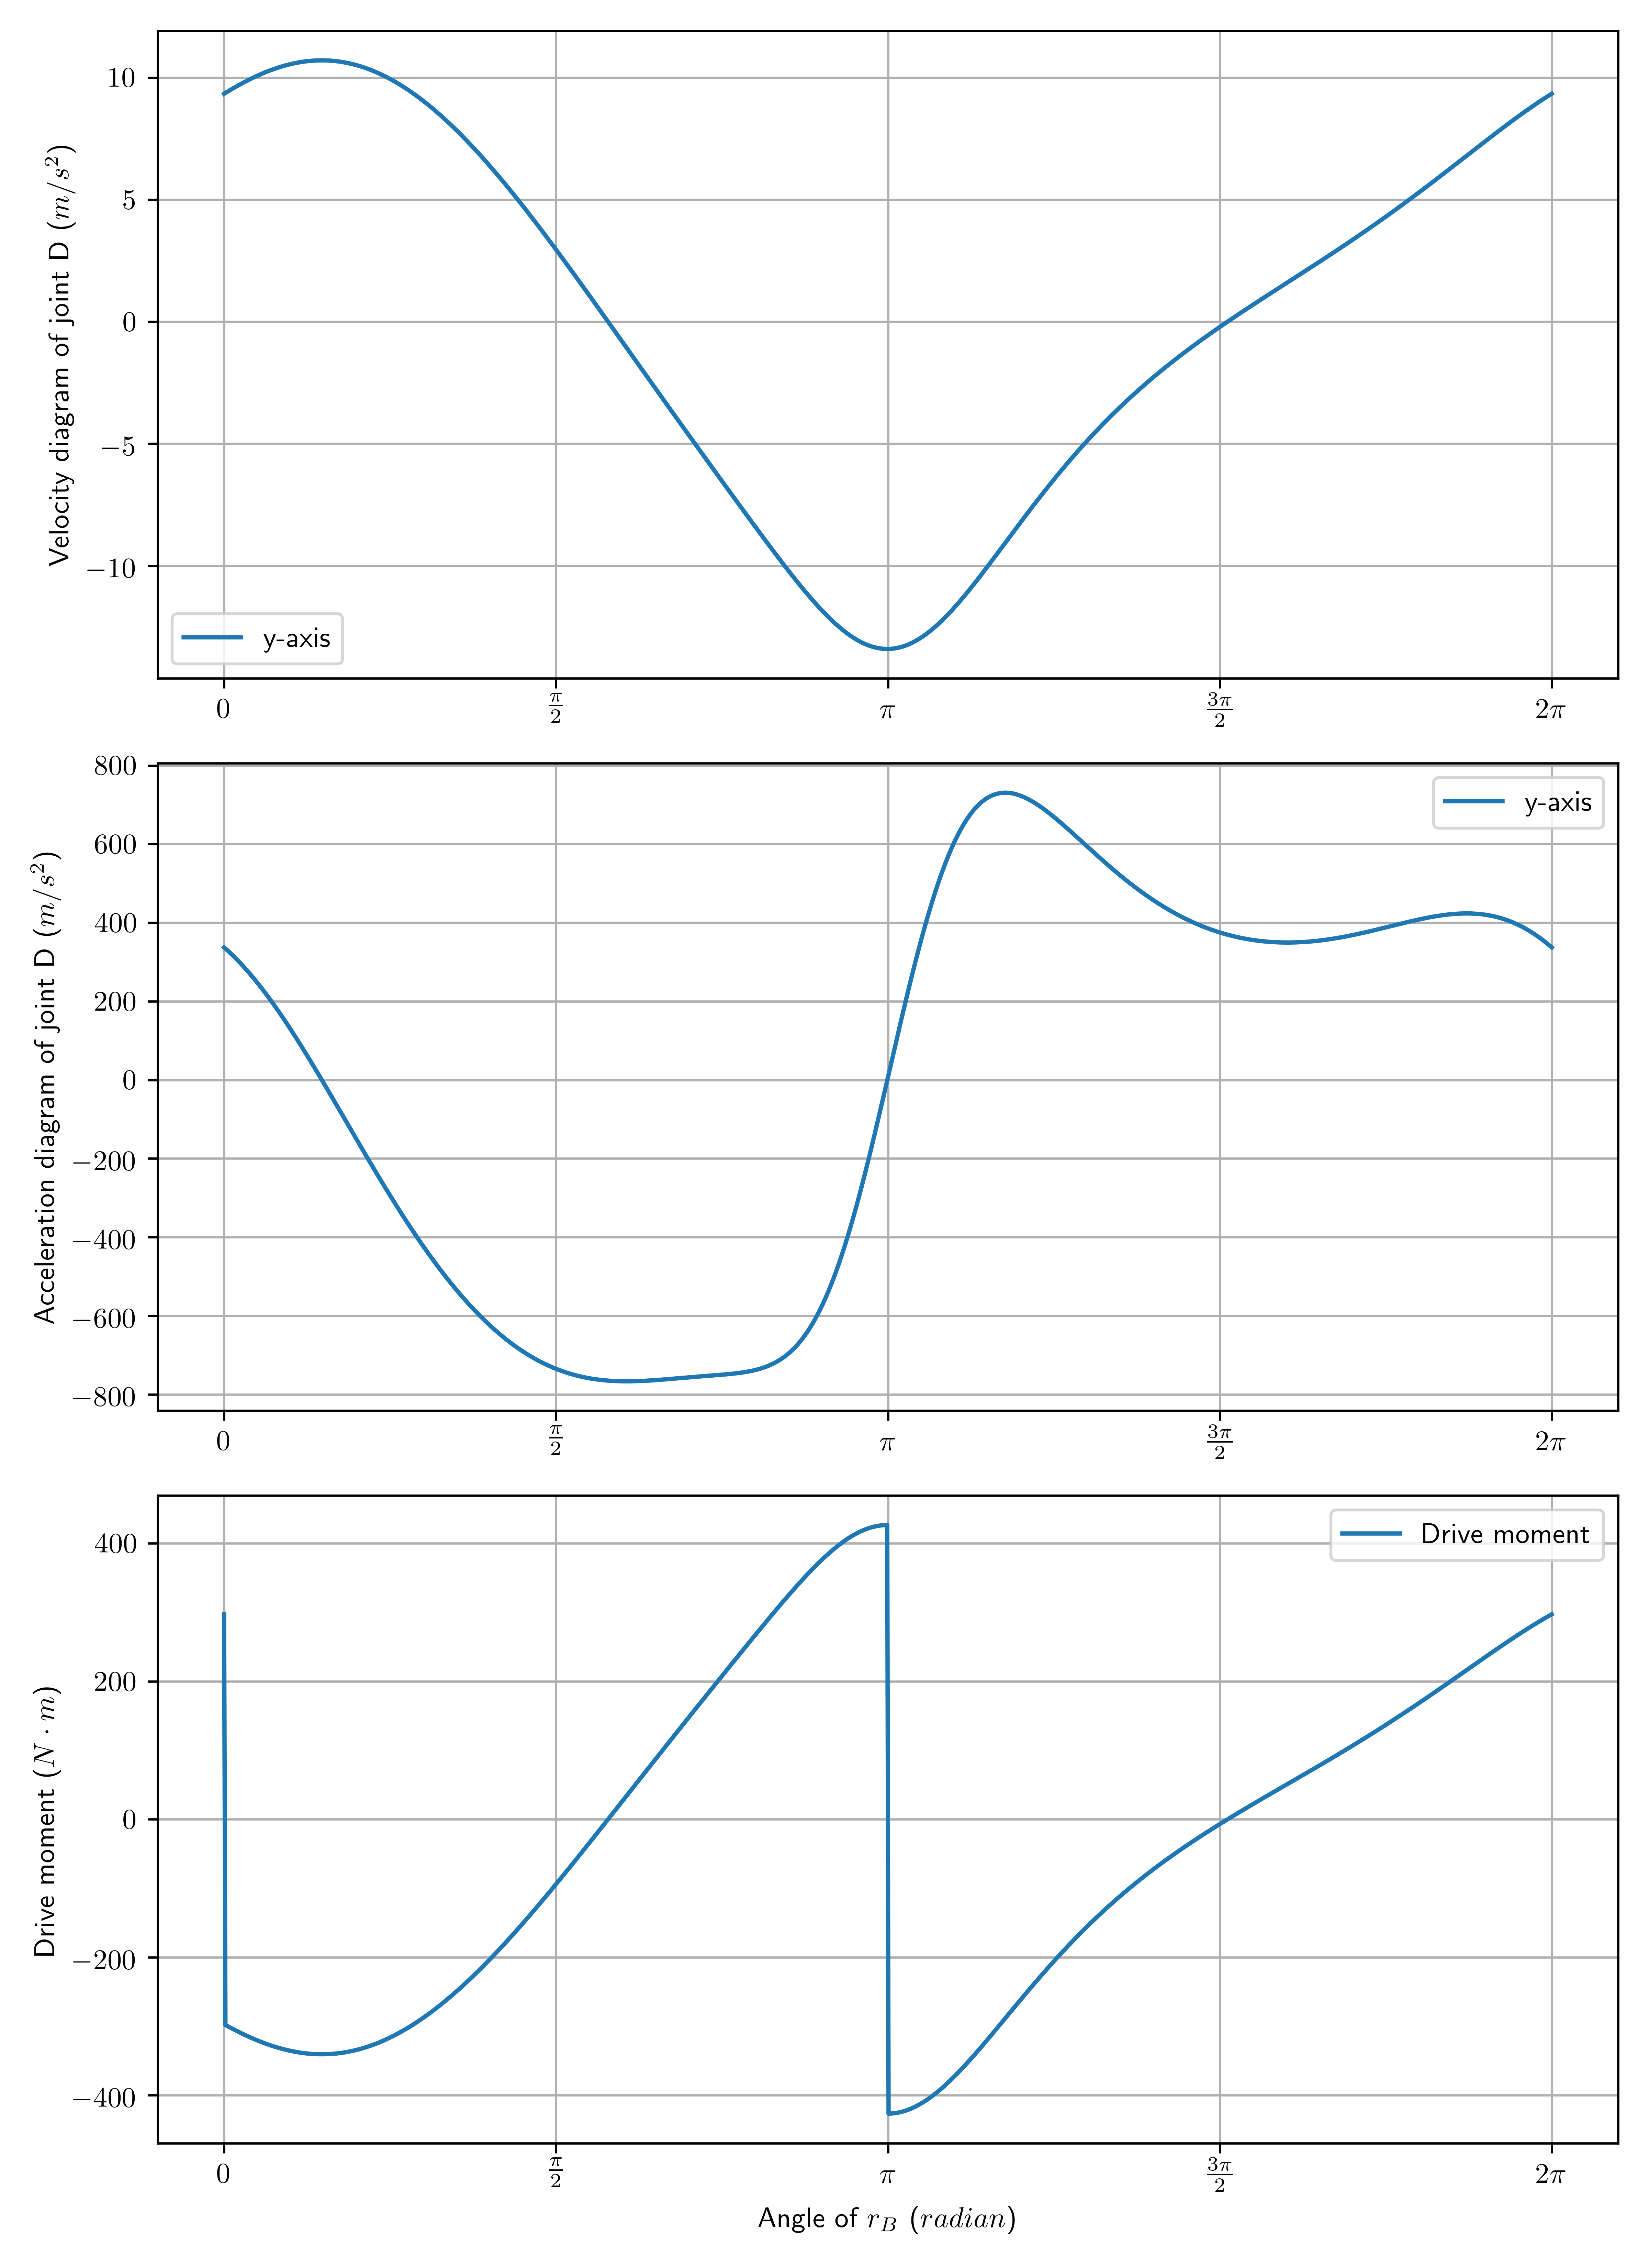 Velocity diagram of joint D (m/s²)
10
5
0
−5
−10
y-axis
0
π/2
π
3π/2
2π
Acceleration diagram of joint D (m/s²)
800
600
400
200
0
−200
−400
−600
−800
y-axis
0
π/2
π
3π/2
2π
Drive moment (N · m)
400
200
0
−200
−400
Drive moment
0
π/2
π
3π/2
2π
Angle of r_B (radian)